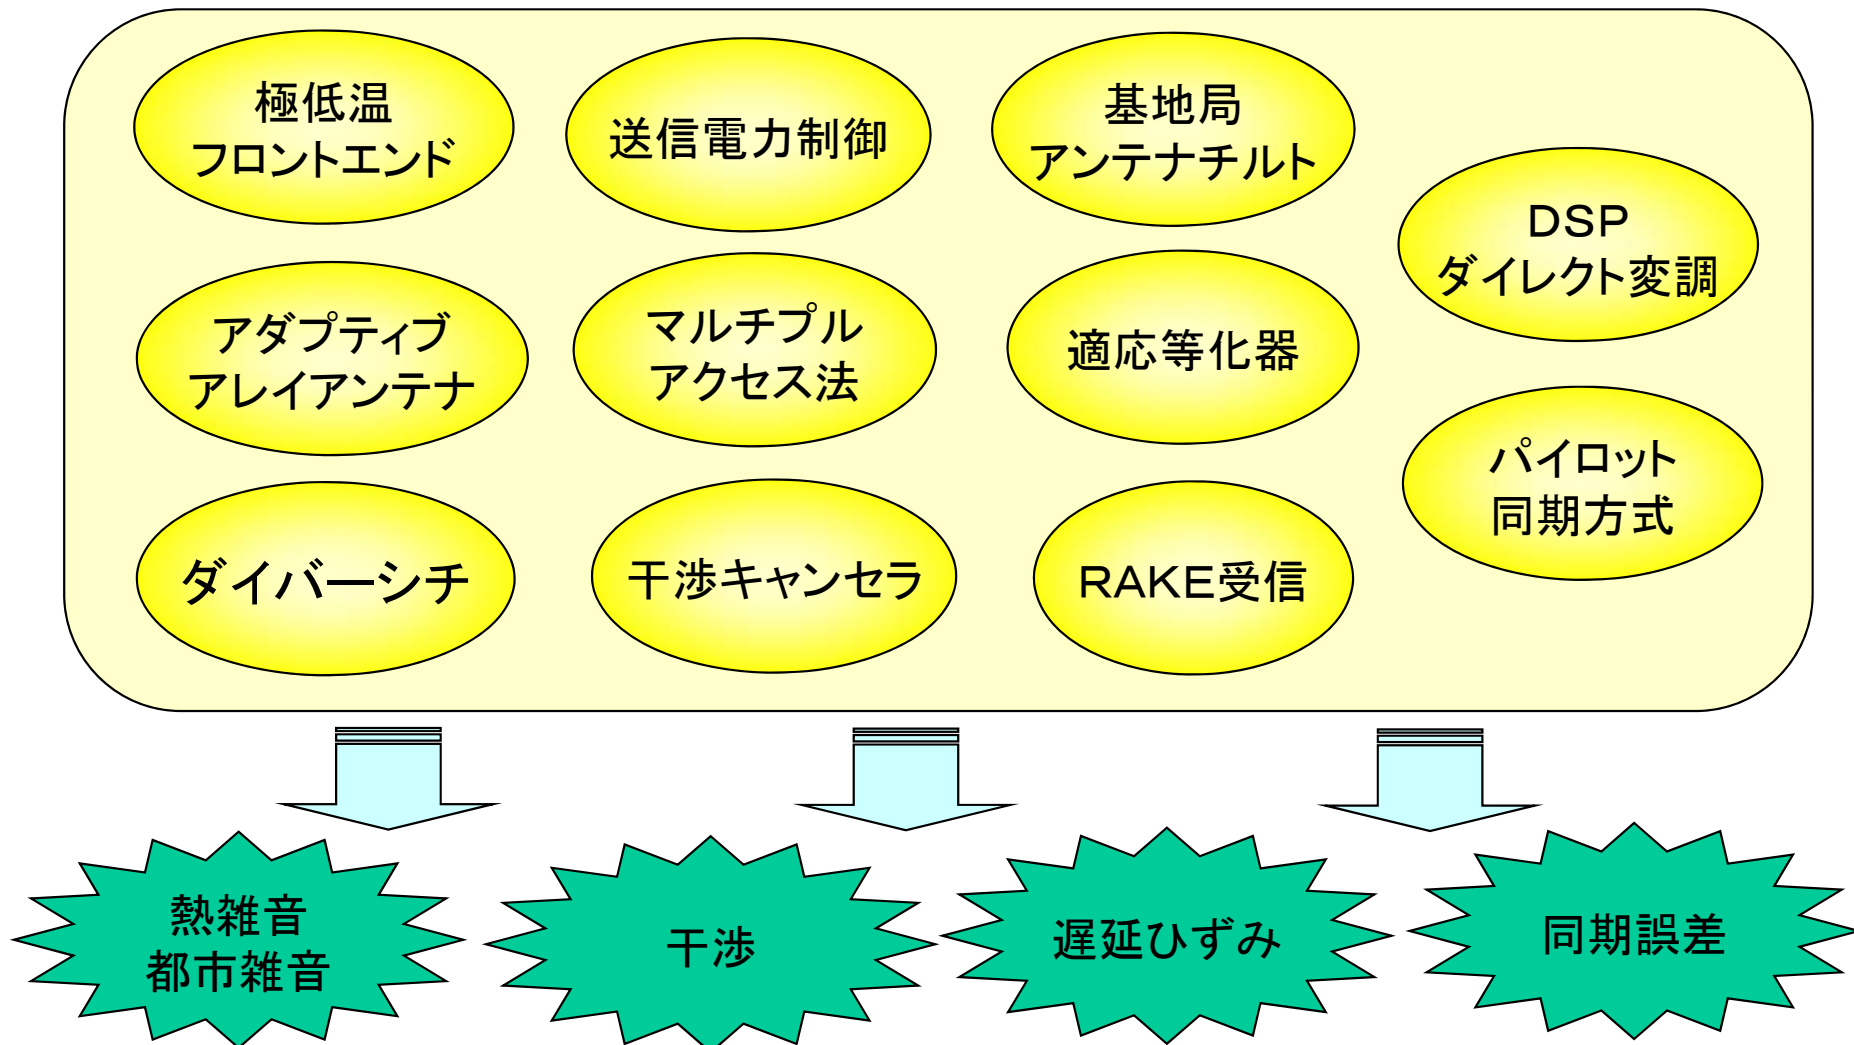 極低温
フロントエンド
送信電力制御
基地局
アンテナチルト
DSP
ダイレクト変調
アダプティブ
アレイアンテナ
マルチプル
アクセス法
適応等化器
パイロット
同期方式
ダイバーシチ
干渉キャンセラ
RAKE受信
熱雑音
都市雑音
干渉
遅延ひずみ
同期誤差